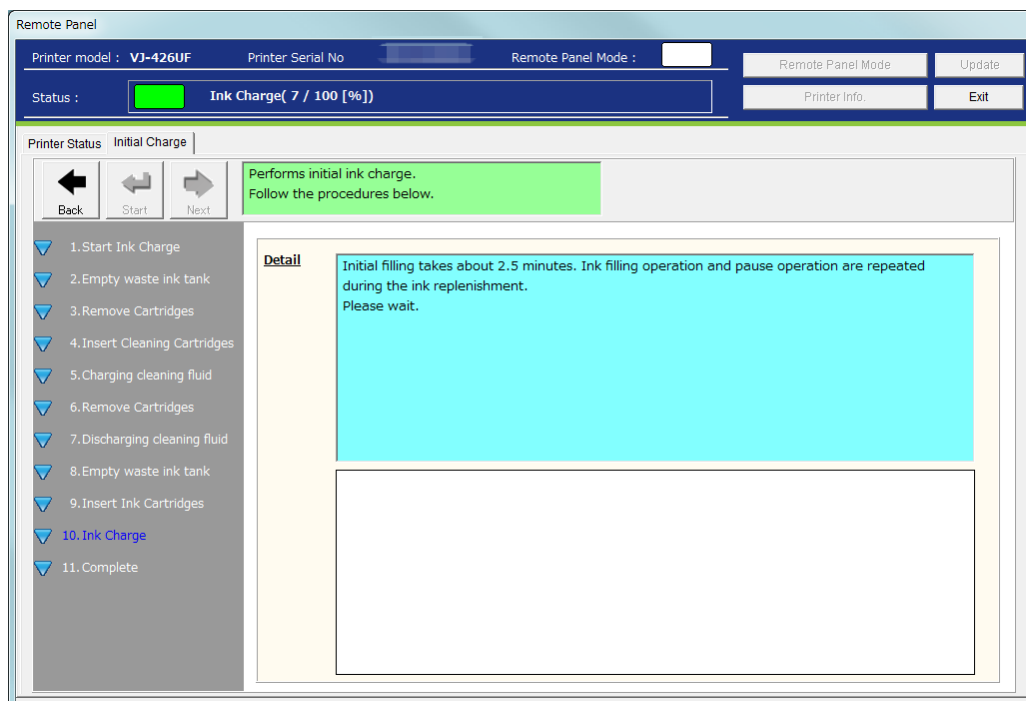 Remote Panel
Printer model : VJ-426UF Printer Serial No Remote Panel Mode :
Remote Panel Mode Update
Status : Ink Charge( 7 / 100 [%])
Printer Info. Exit
Printer Status Initial Charge
Back Start Next
Performs initial ink charge.
Follow the procedures below.
1.Start Ink Charge
2.Empty waste ink tank
3.Remove Cartridges
4.Insert Cleaning Cartridges
5.Charging cleaning fluid
6.Remove Cartridges
7.Discharging cleaning fluid
8.Empty waste ink tank
9.Insert Ink Cartridges
10.Ink Charge
11.Complete
Detail
Initial filling takes about 2.5 minutes. Ink filling operation and pause operation are repeated
during the ink replenishment.
Please wait.